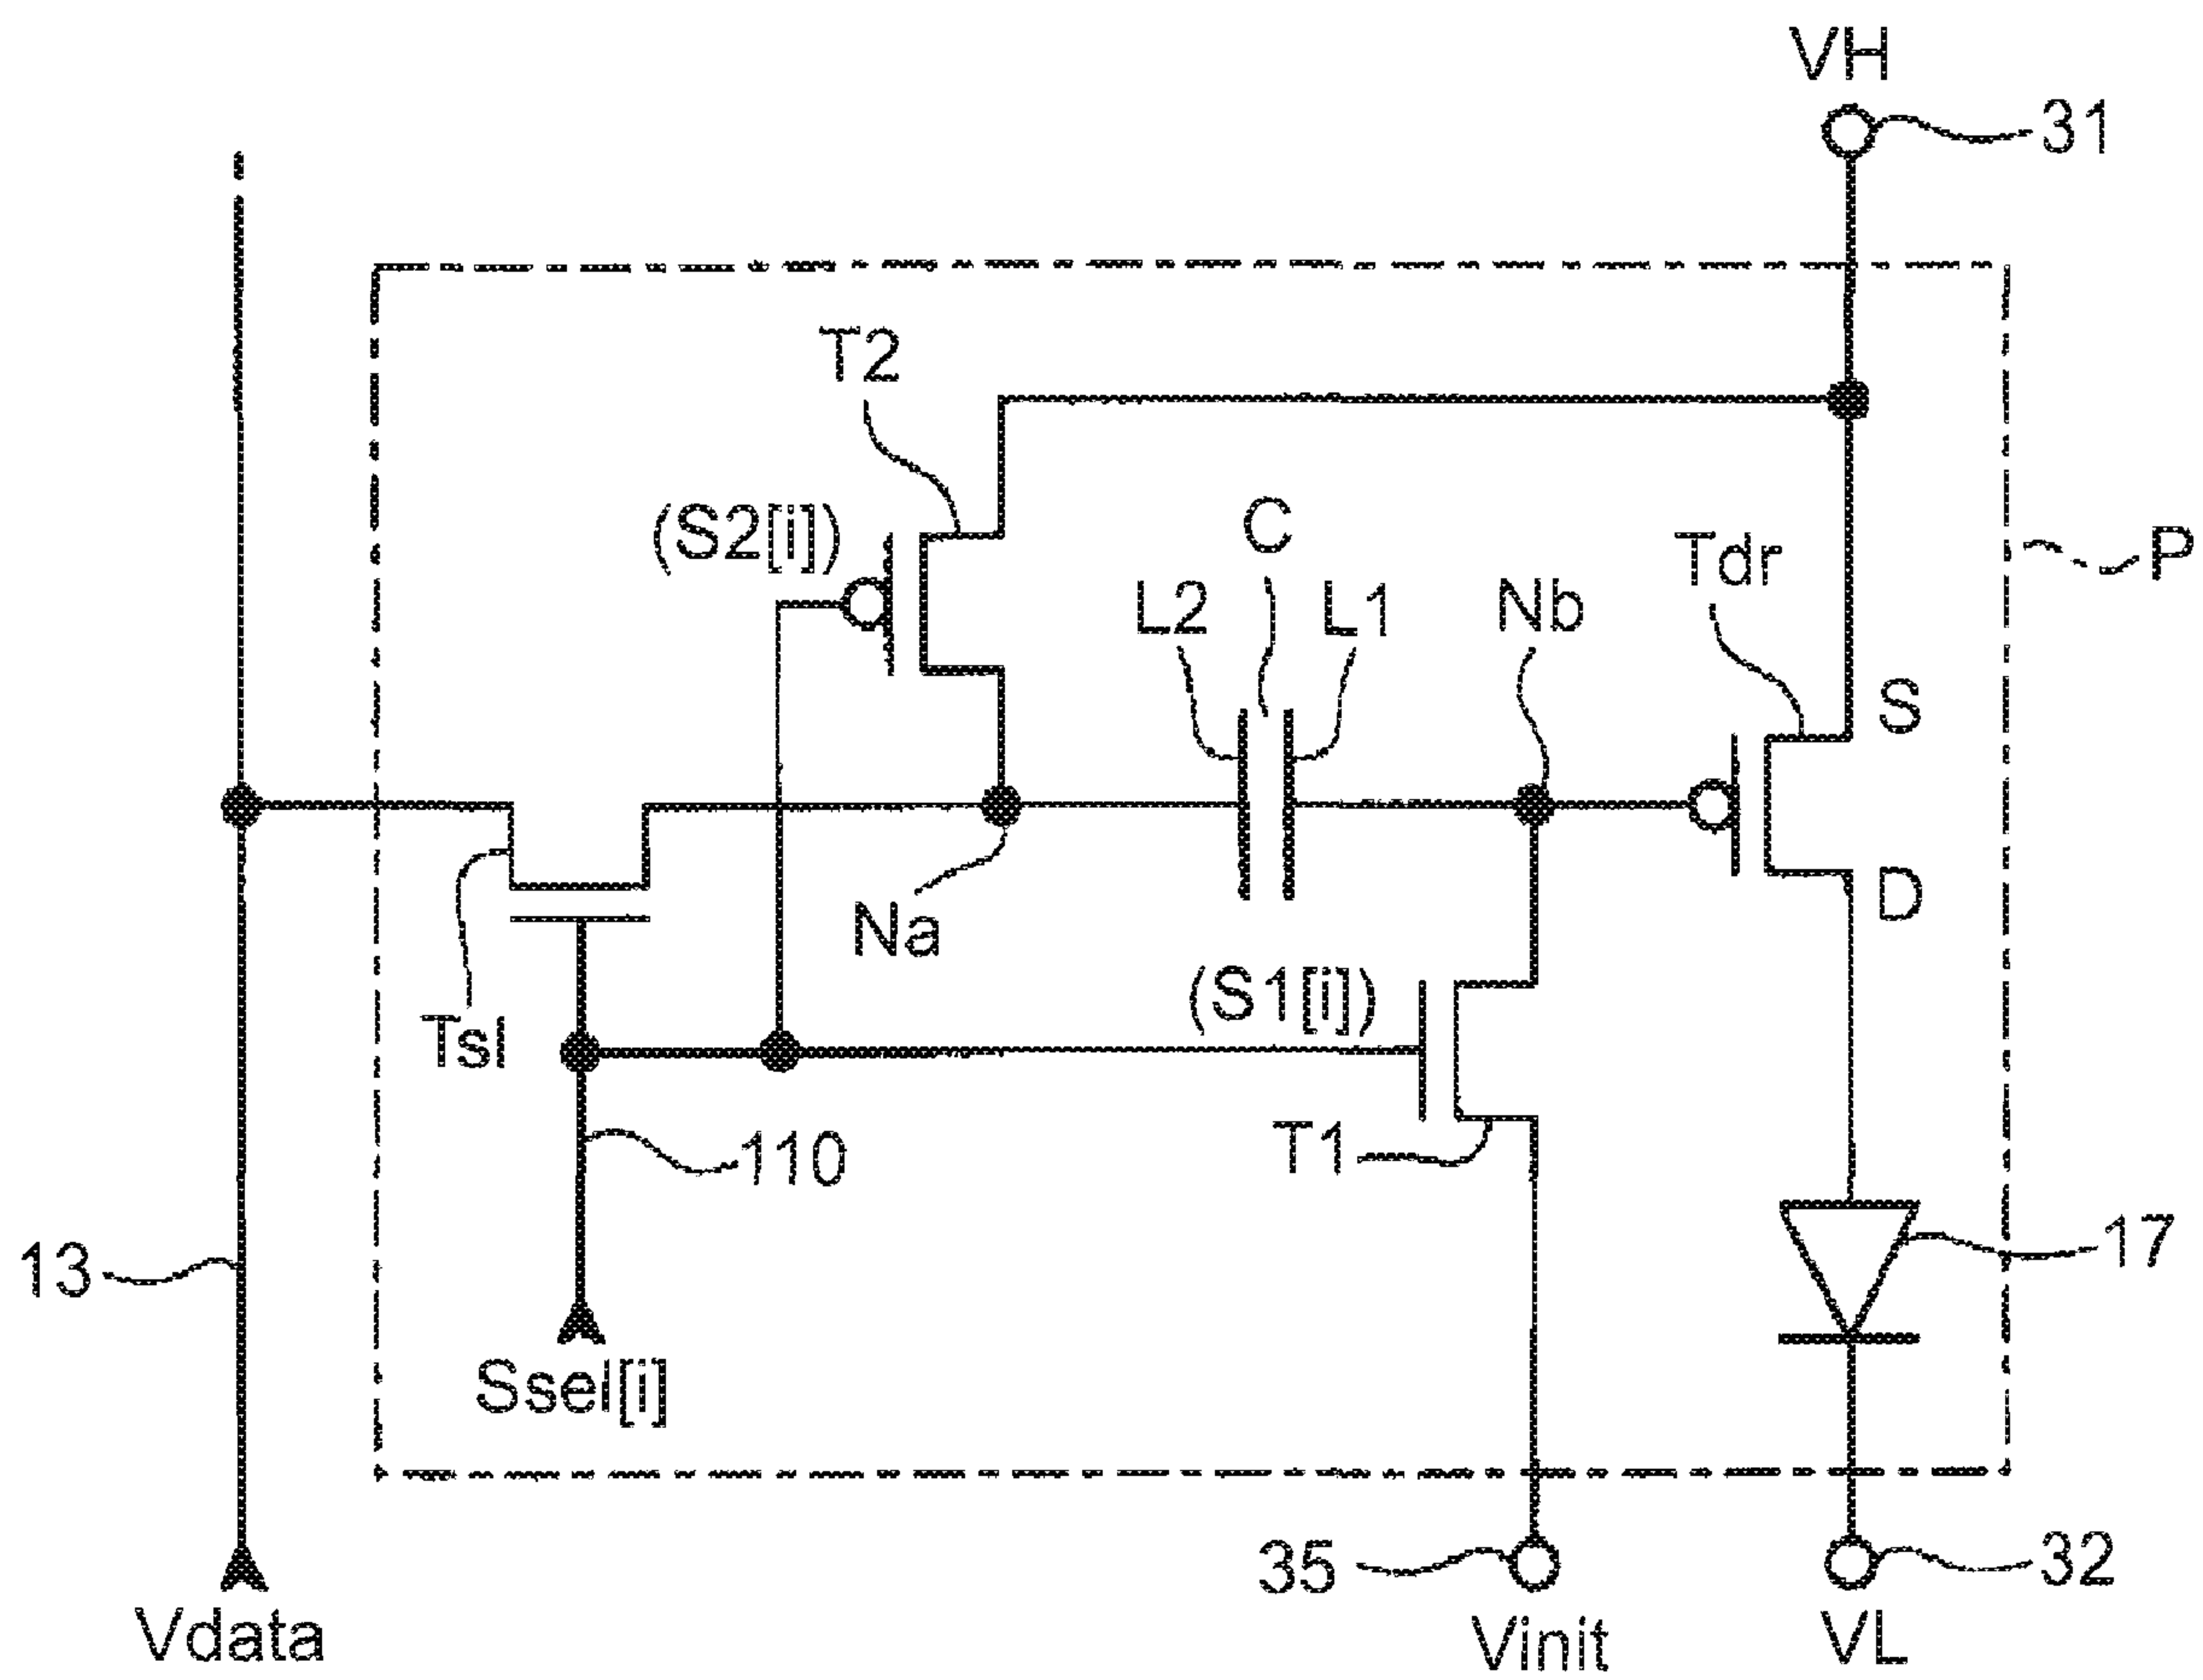 VH
31
T2
(S2[i])
C
Tdr
P
L2
L1
Nb
S
D
Na
(S1[i])
Tsl
110
T1
13
17
Ssel[i]
35
32
Vdata
Vinit
VL